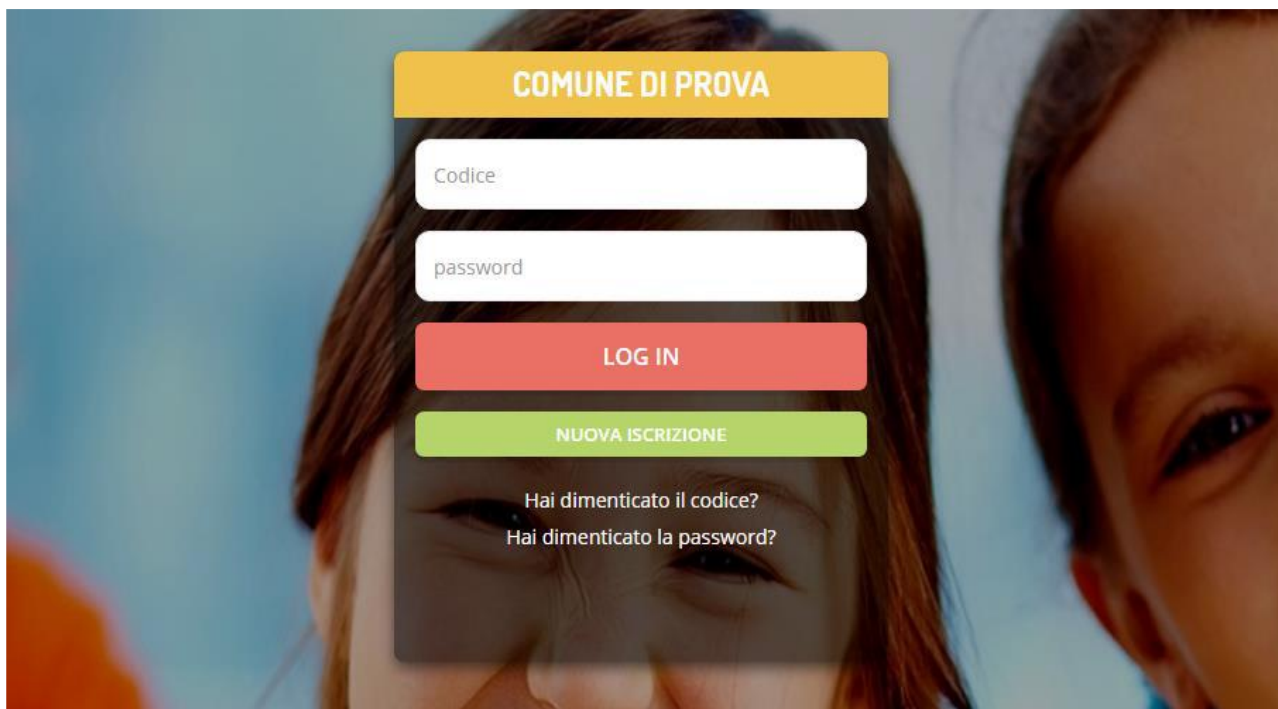 COMUNE DI PROVA
Codice
password
LOG IN
NUOVA ISCRIZIONE
Hai dimenticato il codice?
Hai dimenticato la password?